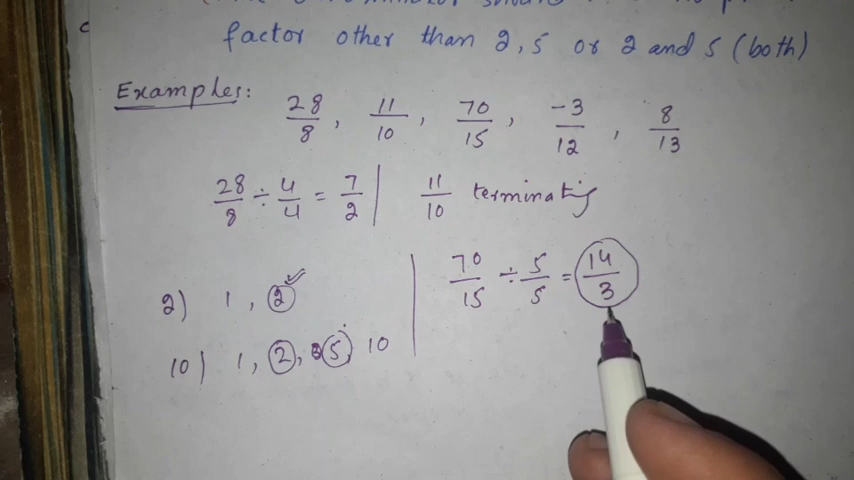 factor other than 2, 5 or 2 and 5 (both)
Examples:
28/8, 11/10, 70/15, -3/12, 8/13
28/8 ÷ 4/4 = 7/2 | 11/10 terminating
70/15 ÷ 5/5 = 14/3
2) 1, 2
10) 1, 2, 5, 10